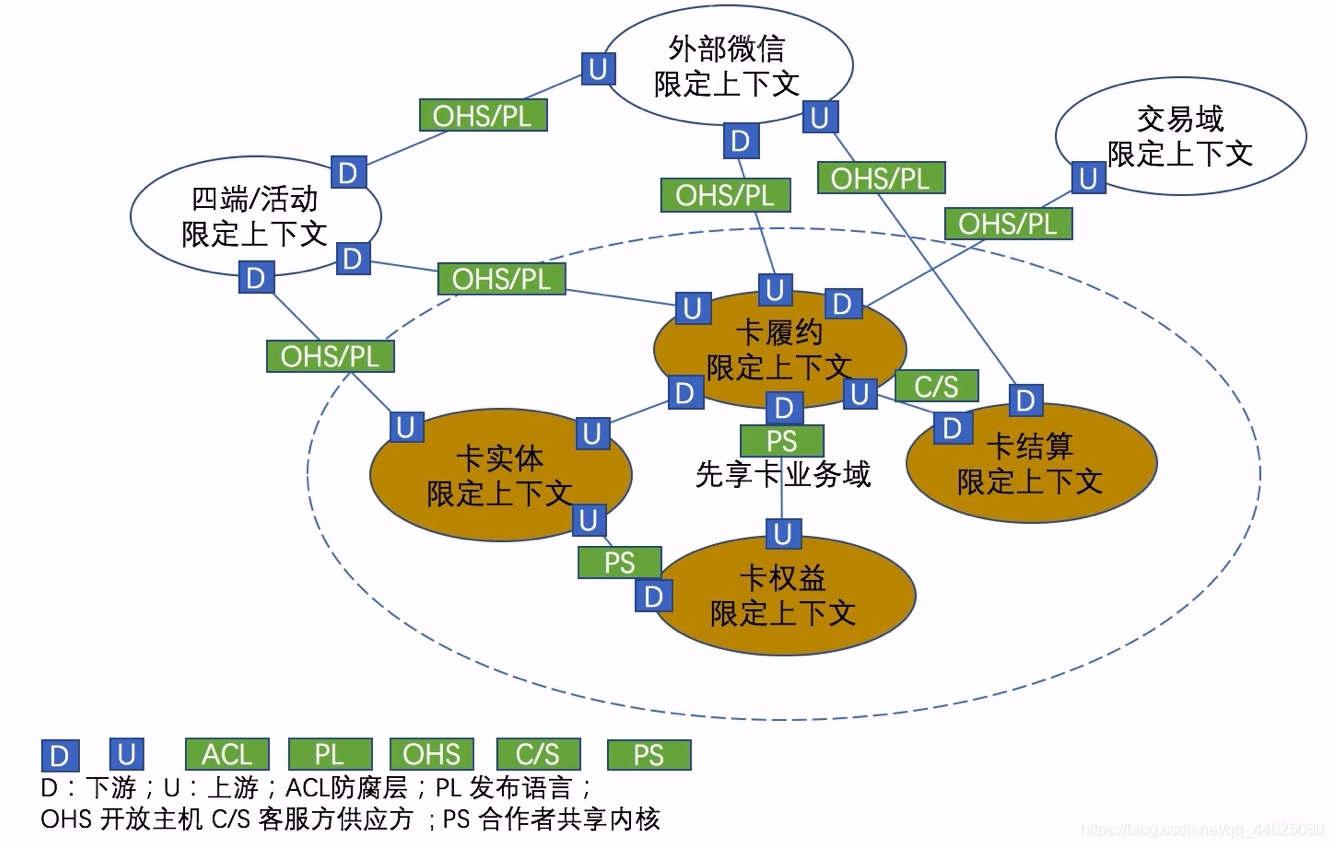 外部微信
限定上下文
U
OHS/PL
U
交易域
限定上下文
D
OHS/PL
D
OHS/PL
U
四端/活动
限定上下文
OHS/PL
D
D
OHS/PL
U
U
D
卡履约
限定上下文
OHS/PL
D
D
U
C/S
D
D
卡结算
限定上下文
U
U
卡实体
限定上下文
PS
先享卡业务域
U
U
PS
D
卡权益
限定上下文
D U ACL PL OHS C/S PS
D：下游；U：上游；ACL防腐层；PL 发布语言；
OHS 开放主机 C/S 客服方供应方 ; PS 合作者共享内核
https://blog.csdn.net/qq_44625080